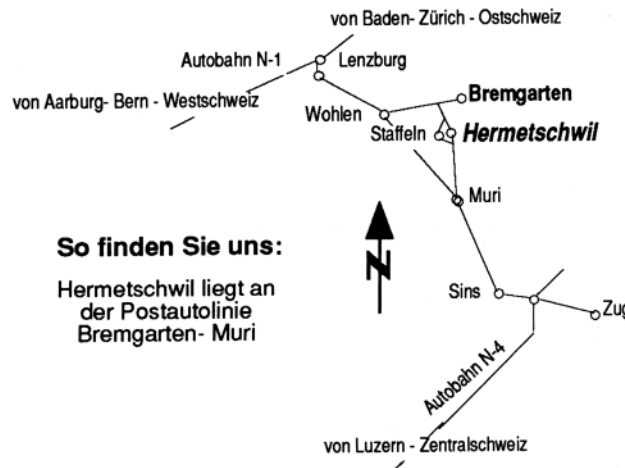 von Baden- Zürich - Ostschweiz
Autobahn N-1
Lenzburg
von Aarburg- Bern - Westschweiz
Bremgarten
Wohlen
Staffeln
Hermetschwil
Muri
So finden Sie uns:
Hermetschwil liegt an
der Postautolinie
Bremgarten- Muri
N
Sins
Zug
Autobahn N-4
von Luzern - Zentralschweiz